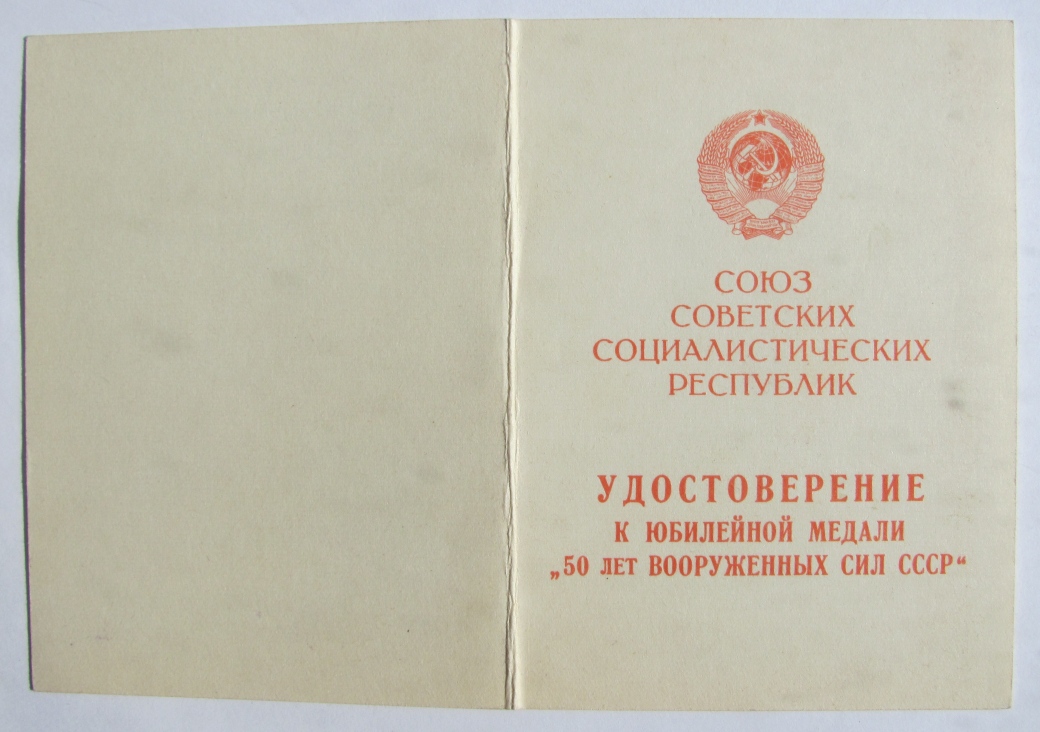 СОЮЗ
СОВЕТСКИХ
СОЦИАЛИСТИЧЕСКИХ
РЕСПУБЛИК
УДОСТОВЕРЕНИЕ
К ЮБИЛЕЙНОЙ МЕДАЛИ
„50 ЛЕТ ВООРУЖЕННЫХ СИЛ СССР“